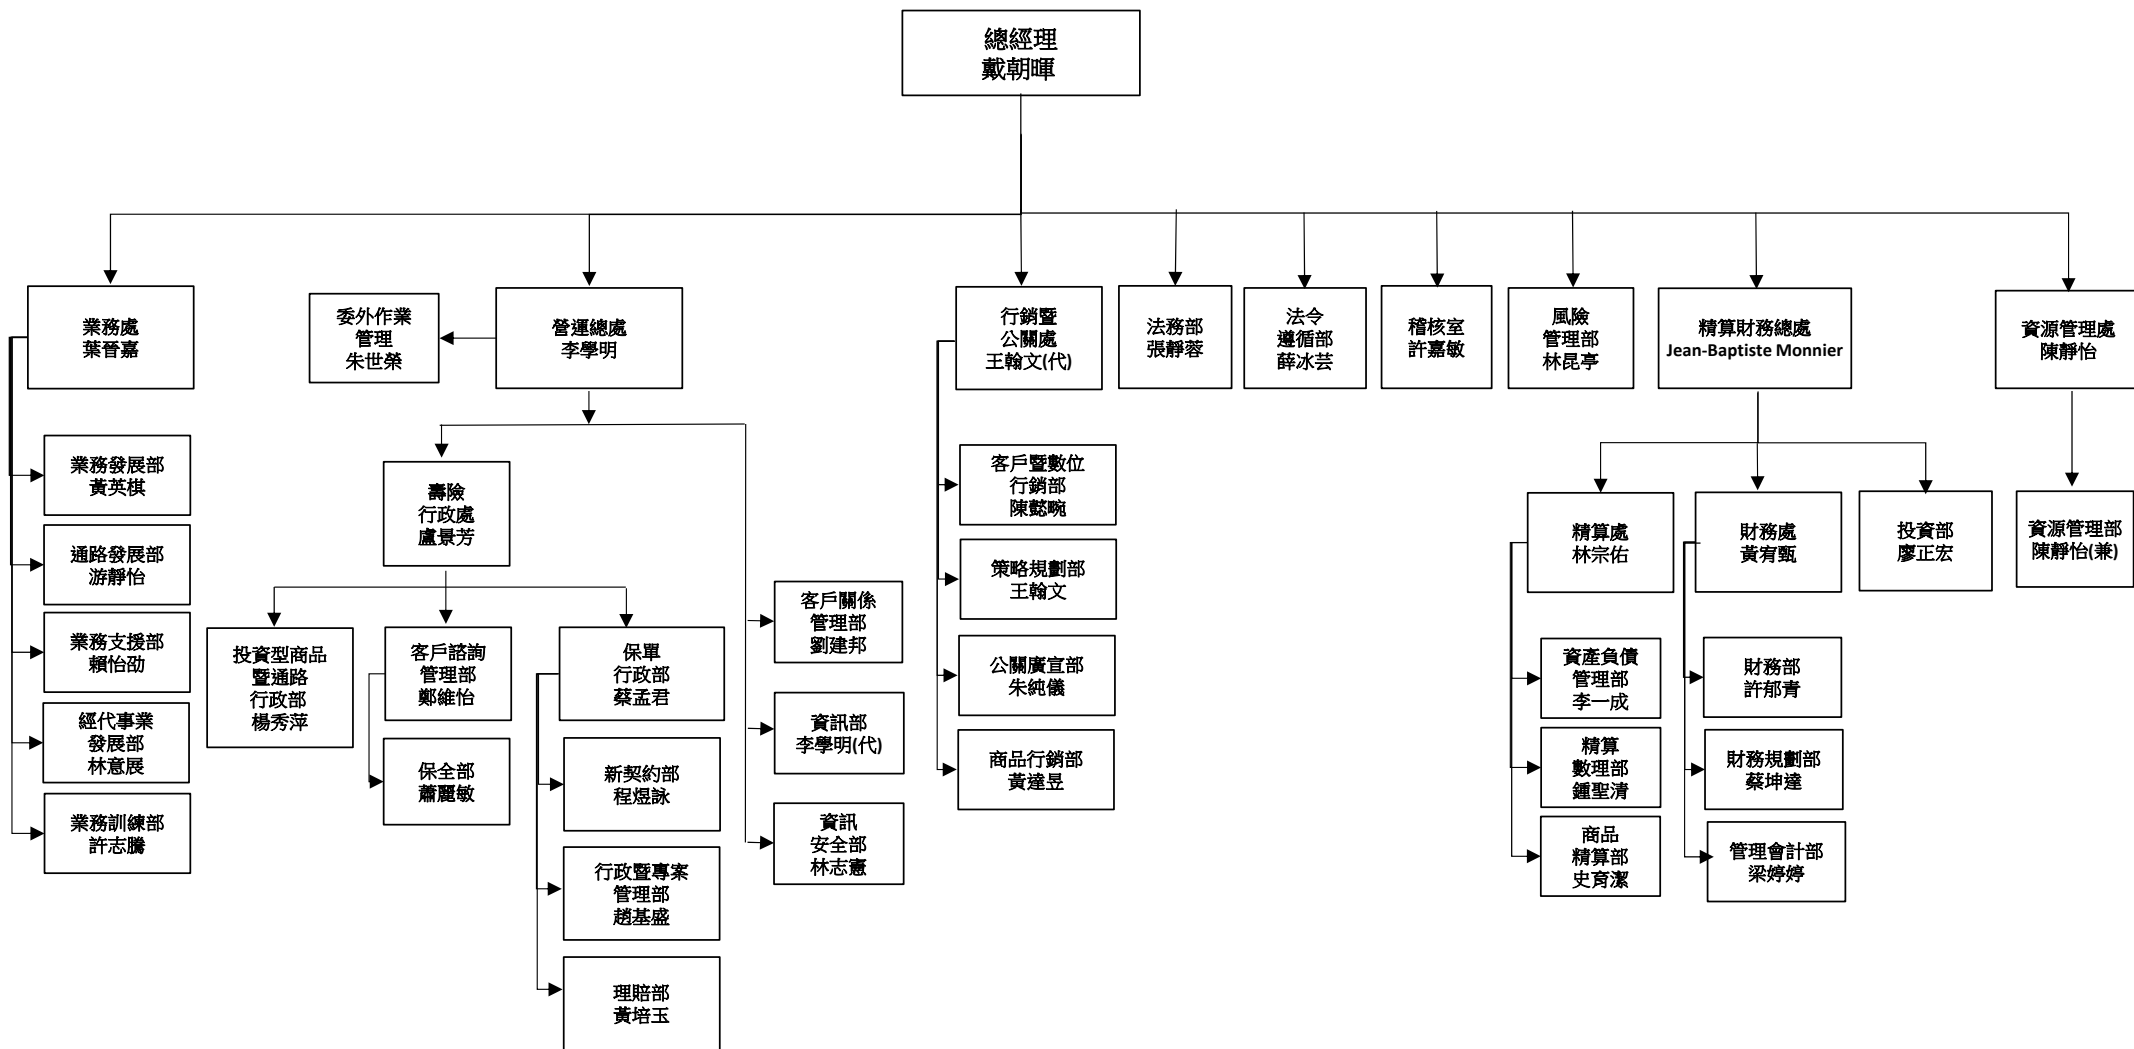 總經理
戴朝暉
業務處
葉晉嘉
委外作業
管理
朱世榮
營運總處
李學明
行銷暨
公關處
王翰文(代)
法務部
張靜蓉
法令
遵循部
薛冰芸
稽核室
許嘉敏
風險
管理部
林昆亭
精算財務總處
Jean-Baptiste Monnier
資源管理處
陳靜怡
業務發展部
黃英棋
通路發展部
游靜怡
業務支援部
賴怡劭
經代事業
發展部
林意展
業務訓練部
許志騰
壽險
行政處
盧景芳
投資型商品
暨通路
行政部
楊秀萍
客戶諮詢
管理部
鄭維怡
保全部
蕭麗敏
保單
行政部
蔡孟君
新契約部
程煜詠
行政暨專案
管理部
趙基盛
理賠部
黃培玉
客戶關係
管理部
劉建邦
資訊部
李學明(代)
資訊
安全部
林志憲
客戶暨數位
行銷部
陳懿畹
策略規劃部
王翰文
公關廣宣部
朱純儀
商品行銷部
黃達昱
精算處
林宗佑
資產負債
管理部
李一成
精算
數理部
鍾聖清
商品
精算部
史育潔
財務處
黃宥甄
財務部
許郁青
財務規劃部
蔡坤達
管理會計部
梁婷婷
投資部
廖正宏
資源管理部
陳靜怡(兼)